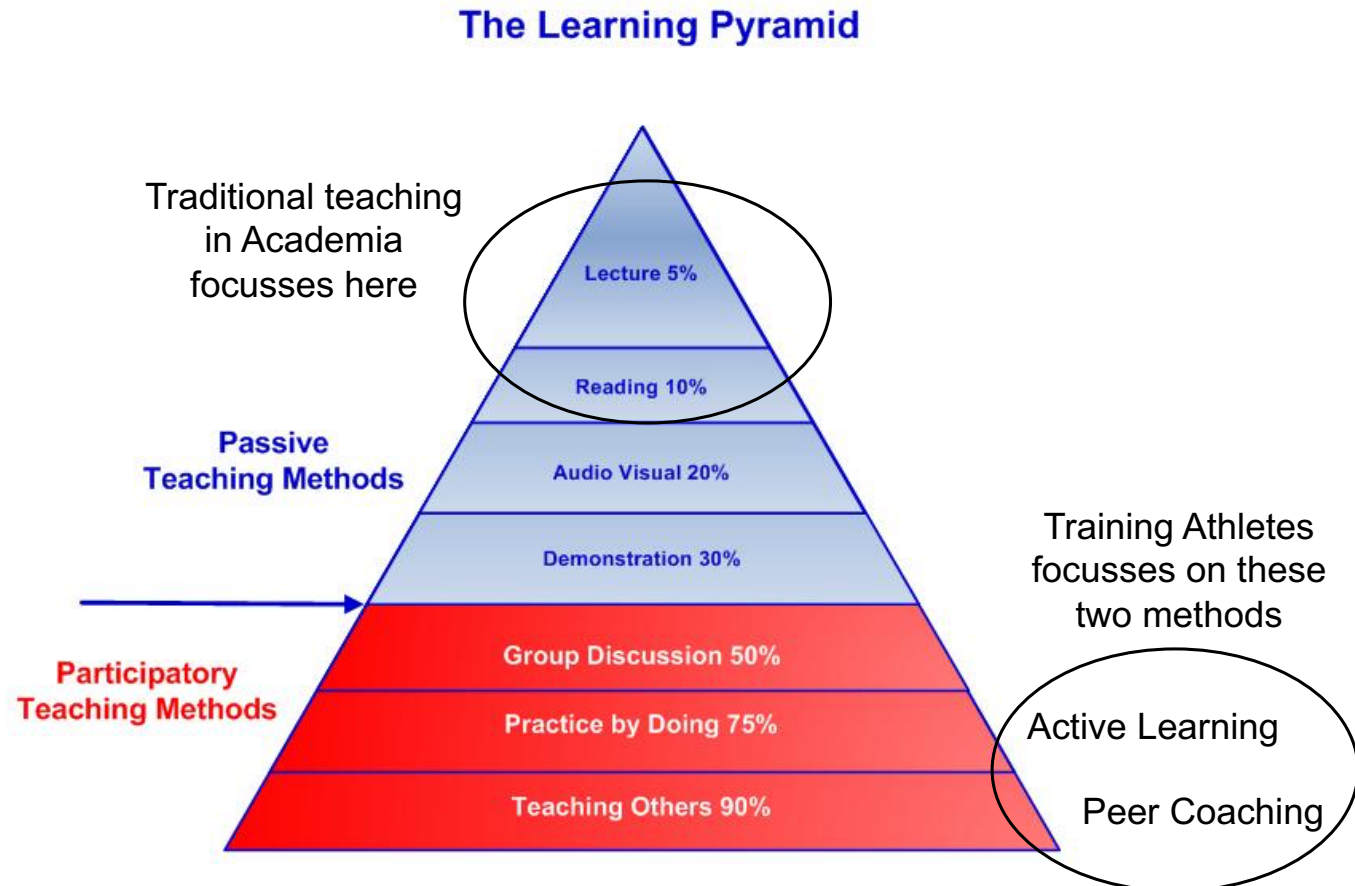 The Learning Pyramid
Traditional teaching
in Academia
focusses here
Lecture 5%
Reading 10%
Passive
Teaching Methods
Audio Visual 20%
Demonstration 30%
Training Athletes
focusses on these
two methods
Participatory
Teaching Methods
Group Discussion 50%
Practice by Doing 75%
Teaching Others 90%
Active Learning
Peer Coaching